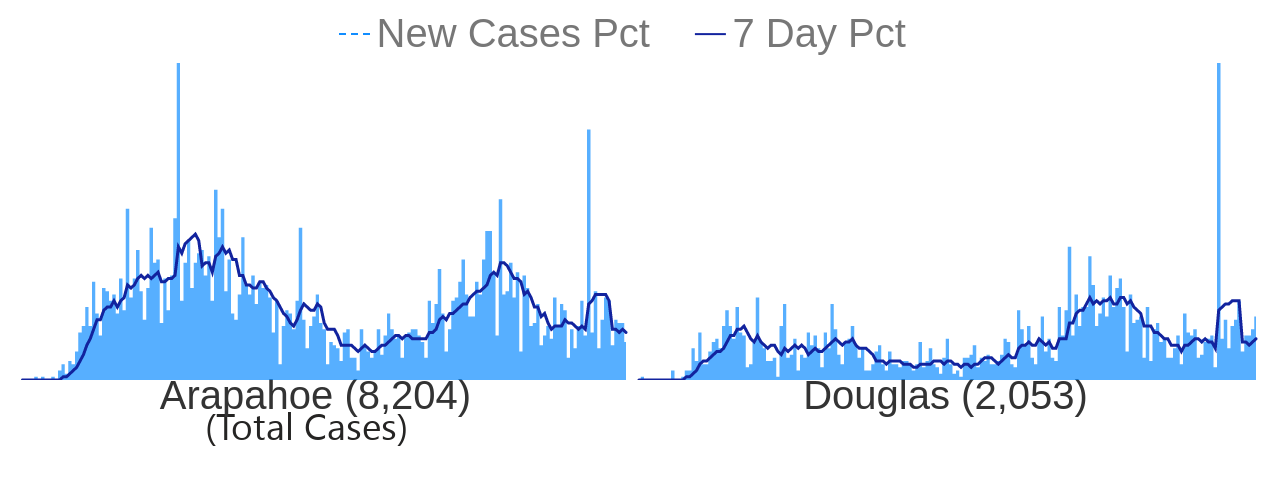 New Cases Pct 7 Day Pct
Arapahoe (8,204) Douglas (2,053)
(Total Cases)